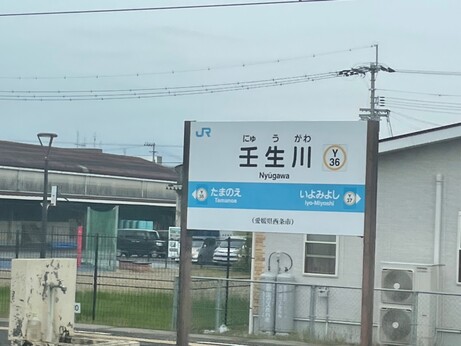 JR
にゅうがわ
壬生川
Y
36
Nyūgawa
たまのえ
Tamanoe
いよみよし
Iyo-Miyoshi
Y
37
(愛媛県西条市)